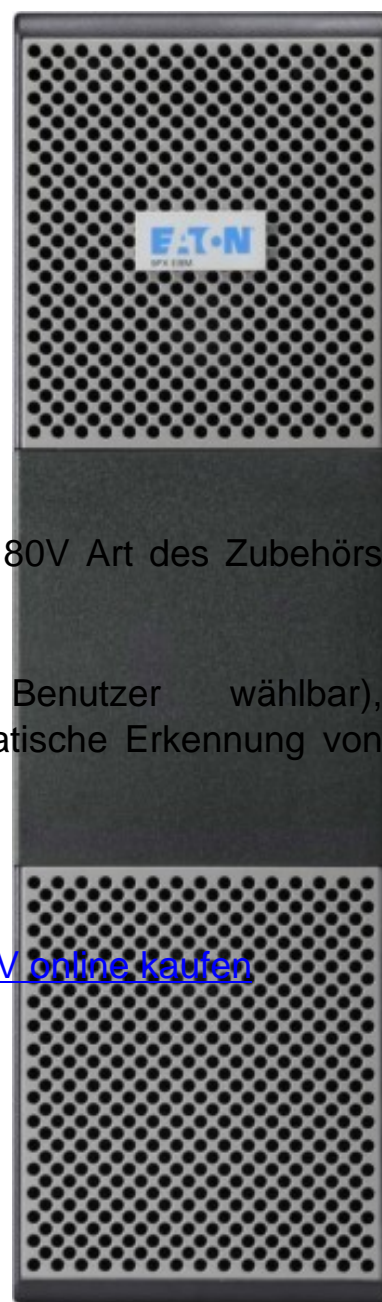 EATON
9PX EBM
80V Art des Zubehörs
Benutzer wählbar),
atische Erkennung von
V online kaufen